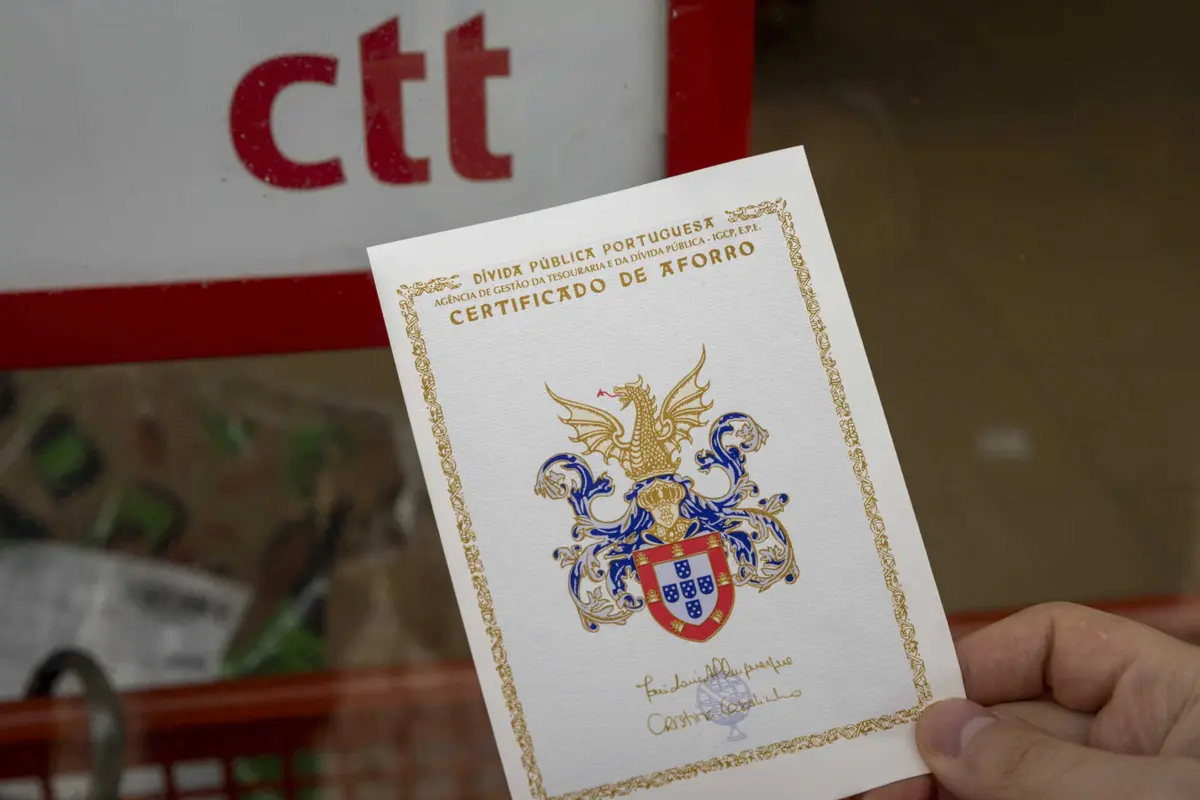 ctt
DÍVIDA PÚBLICA PORTUGUESA
AGÊNCIA DE GESTÃO DA TESOURARIA E DA DÍVIDA PÚBLICA - IGCP, E.P.E.
CERTIFICADO DE AFORRO